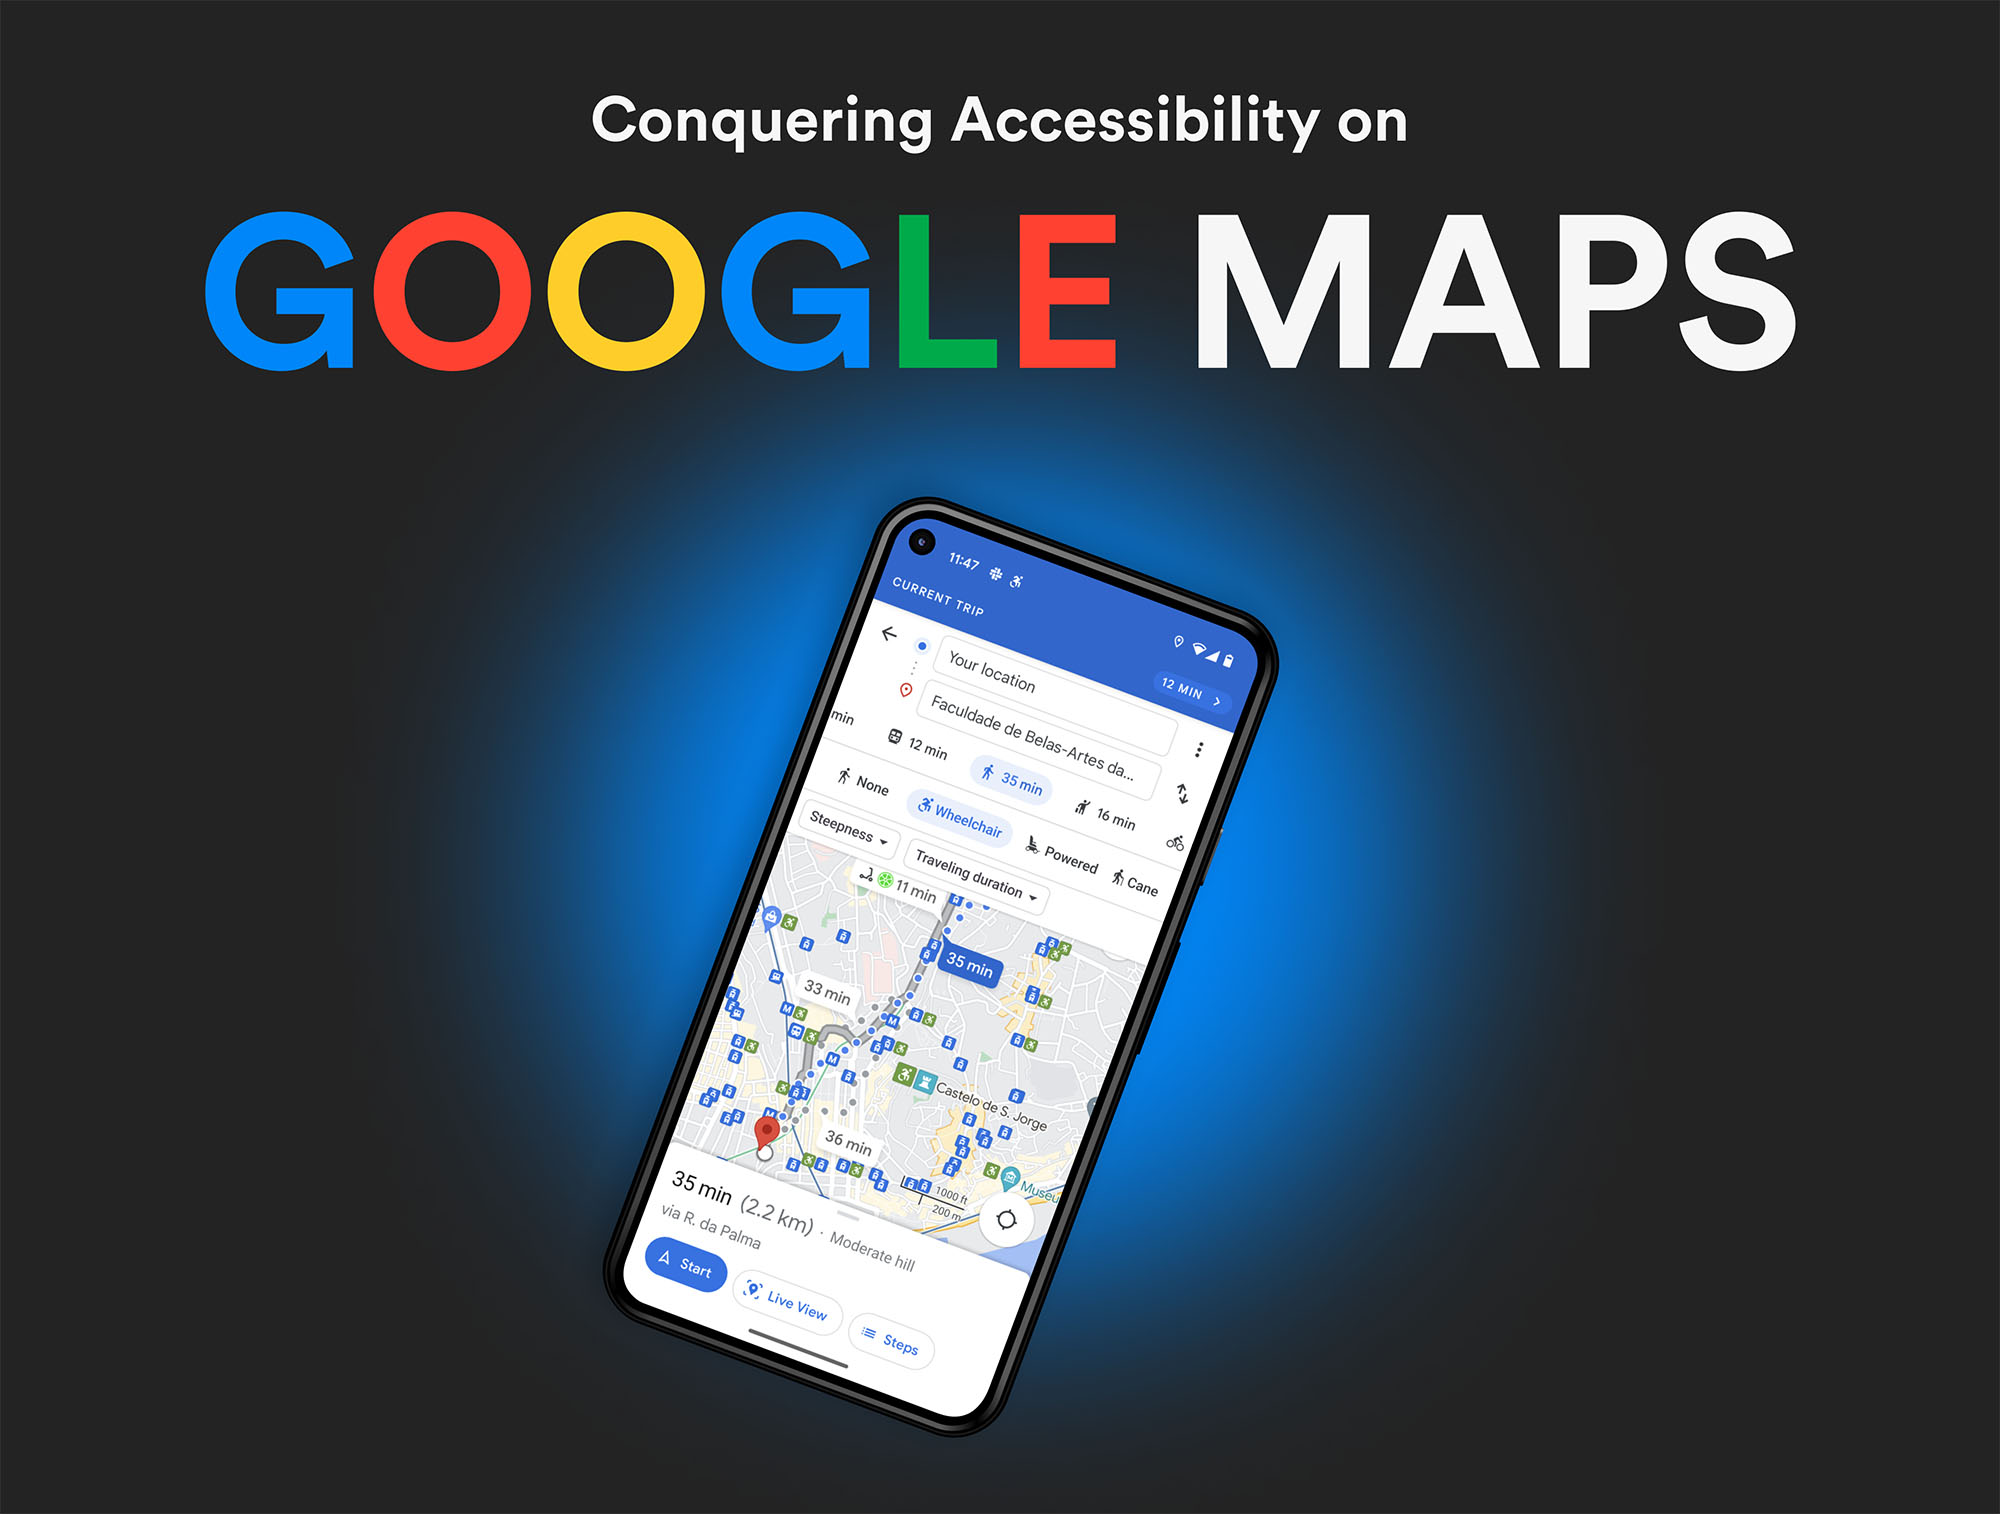 Conquering Accessibility on
GOOGLE MAPS
11:47
CURRENT TRIP
12 MIN
Your location
Faculdade de Belas-Artes da...
min
12 min
35 min
16 min
None
Wheelchair
Powered
Cane
Steepness
Traveling duration
11 min
35 min
33 min
Castelo de S. Jorge
36 min
Museu
1000 ft
200 m
35 min (2.2 km) · Moderate hill
via R. da Palma
Start
Live View
Steps